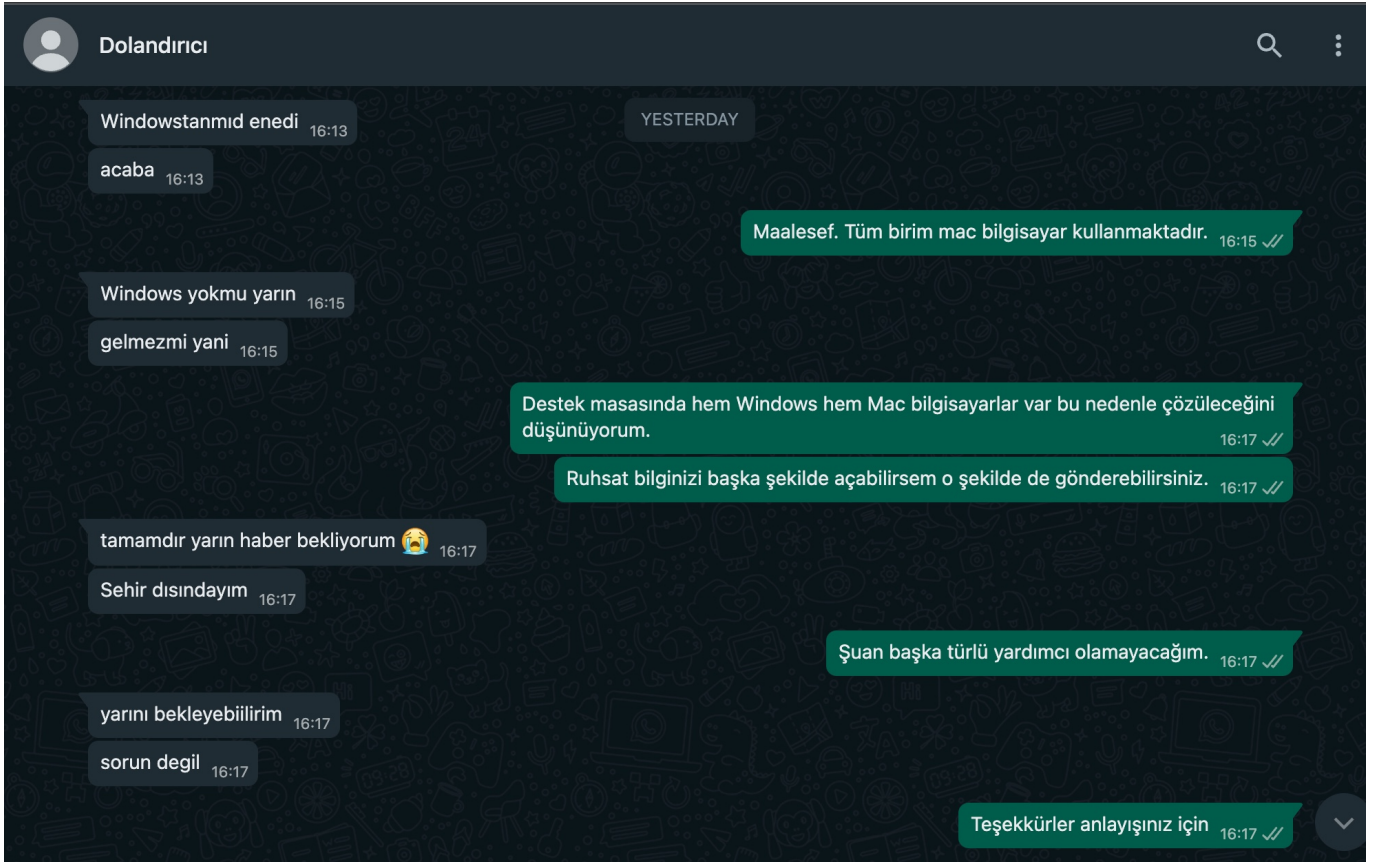 Dolandırıcı
YESTERDAY
Windowstanmıd enedi 16:13
acaba 16:13
Maalesef. Tüm birim mac bilgisayar kullanmaktadır. 16:15
Windows yokmu yarın 16:15
gelmezmi yani 16:15
Destek masasında hem Windows hem Mac bilgisayarlar var bu nedenle çözüleceğini
düşünüyorum. 16:17
Ruhsat bilginizi başka şekilde açabilirsem o şekilde de gönderebilirsiniz. 16:17
tamamdır yarın haber bekliyorum 😭 16:17
Sehir dısındayım 16:17
Şuan başka türlü yardımcı olamayacağım. 16:17
yarını bekleyebiilirim 16:17
sorun degil 16:17
Teşekkürler anlayışınız için 16:17